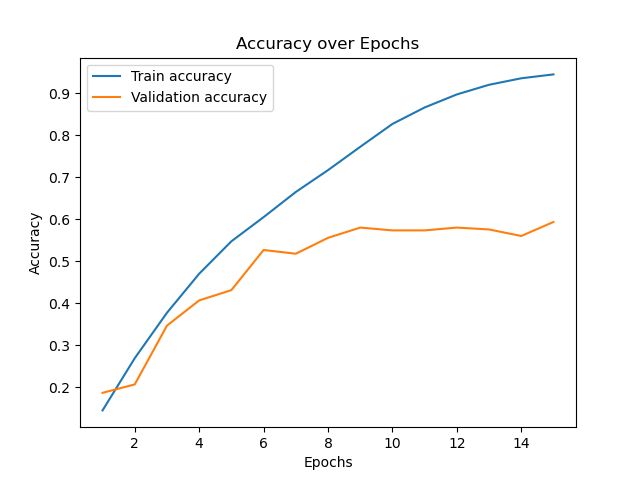 Accuracy over Epochs
Train accuracy
Validation accuracy
Accuracy
0.9
0.8
0.7
0.6
0.5
0.4
0.3
0.2
2 4 6 8 10 12 14
Epochs